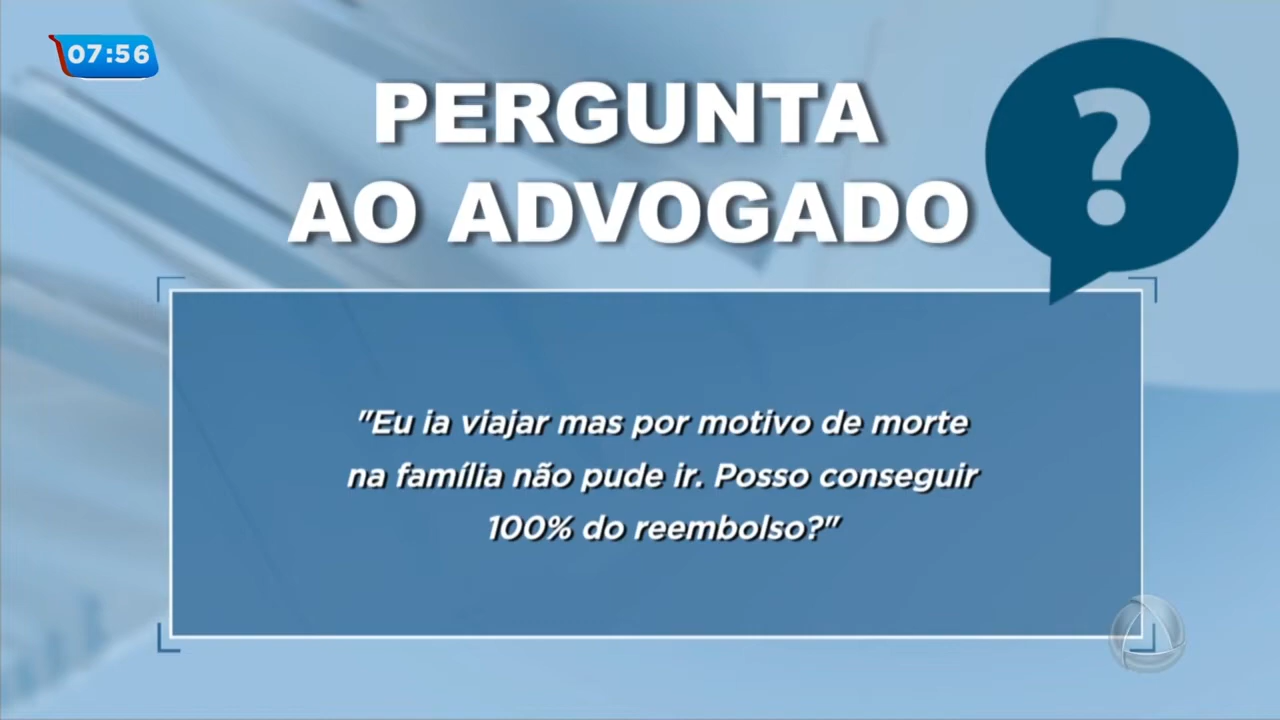 07:56
PERGUNTA
AO ADVOGADO
?
"Eu ia viajar mas por motivo de morte
na família não pude ir. Posso conseguir
100% do reembolso?"